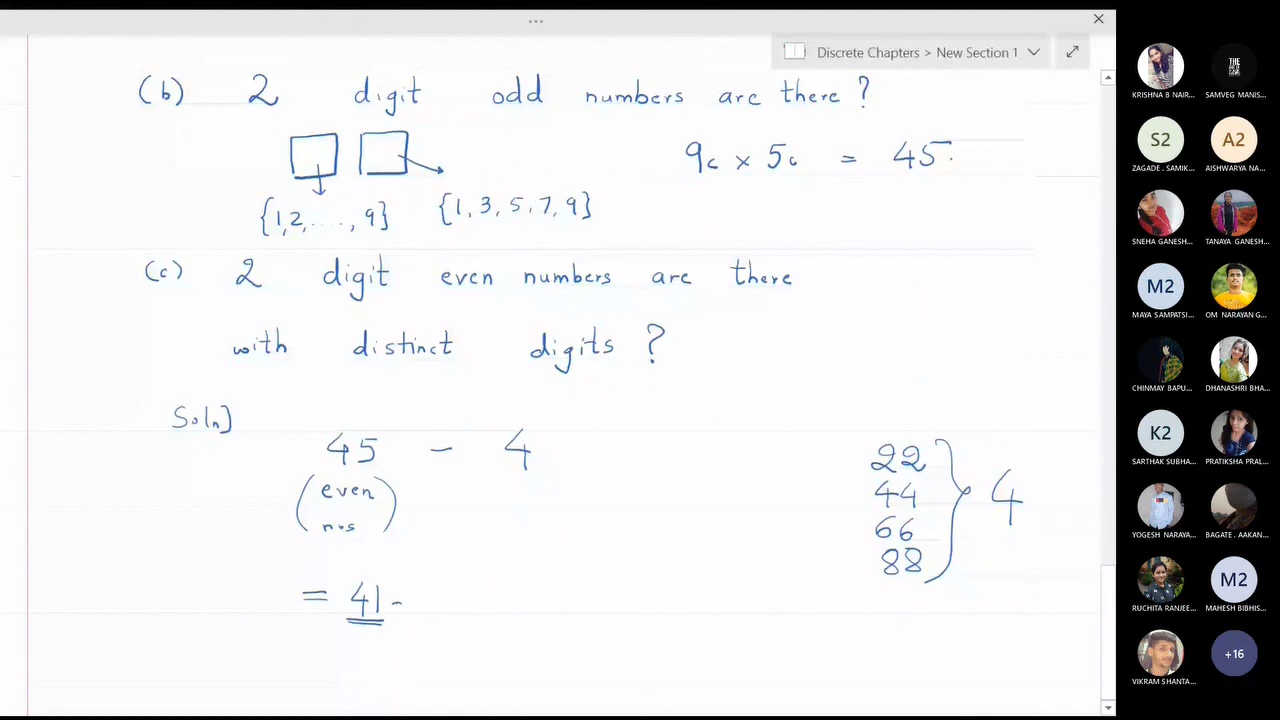 Discrete Chapters > New Section 1
(b) 2 digit odd numbers are there ?
9c × 5c = 45.
{1,2, ...., 9} {1, 3, 5, 7, 9}
(c) 2 digit even numbers are there
with distinct digits ?
Soln]
45 - 4
(even
nos)
= 41
22
44
66
88
4
KRISHNA B NAIR...
SAMVEG MANIS...
THE
S2
A2
ZAGADE . SAMIK...
AISHWARYA NA...
SNEHA GANESH...
TANAYA GANESH...
M2
MAYA SAMPATSI...
OM NARAYAN G...
CHINMAY BAPU...
DHANASHRI BHA...
K2
SARTHAK SUBHA...
PRATIKSHA PRAL...
YOGESH NARAYA...
BAGATE . AAKAN...
M2
RUCHITA RANJEE...
MAHESH BIBHIS...
+16
VIKRAM SHANTA...